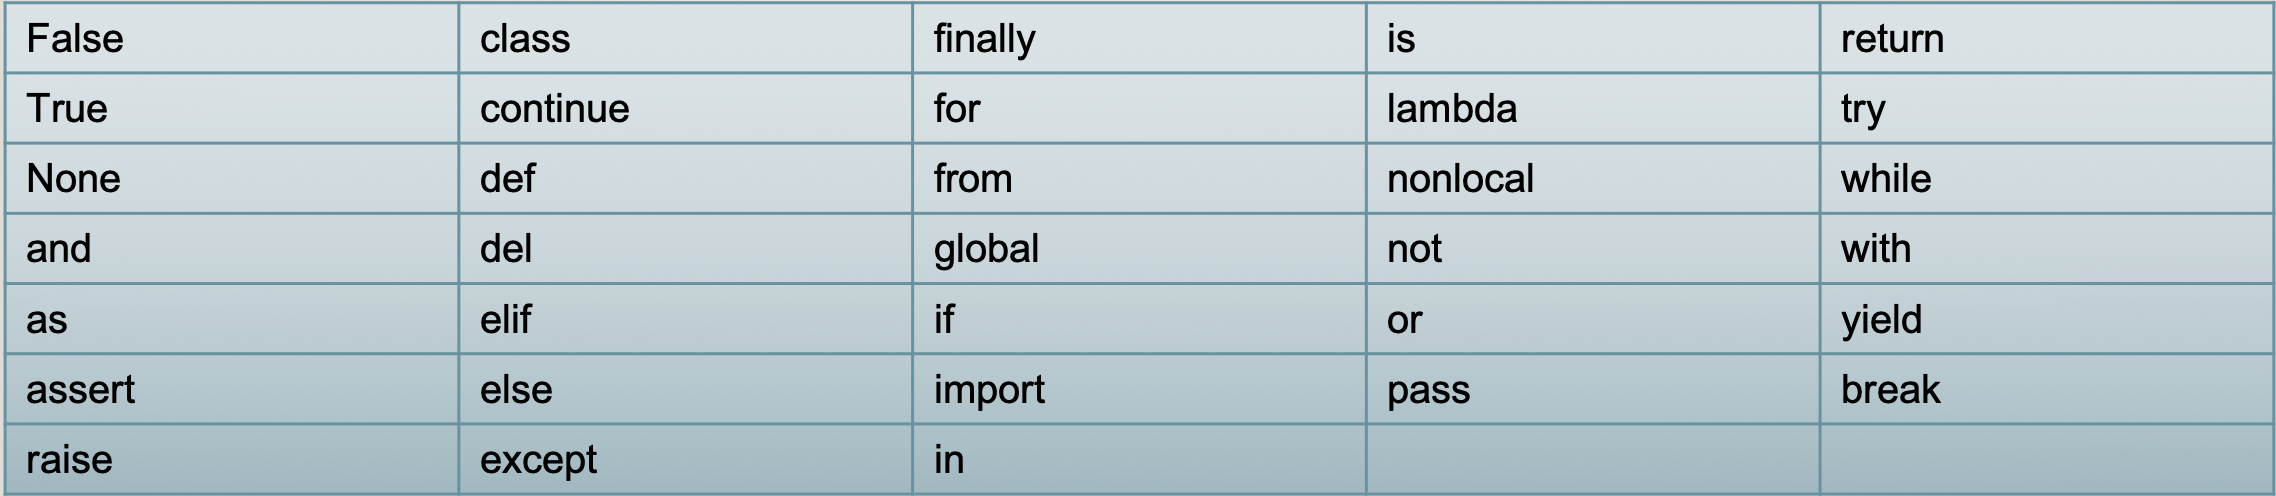 False class finally is return
True continue for lambda try
None def from nonlocal while
and del global not with
as elif if or yield
assert else import pass break
raise except in